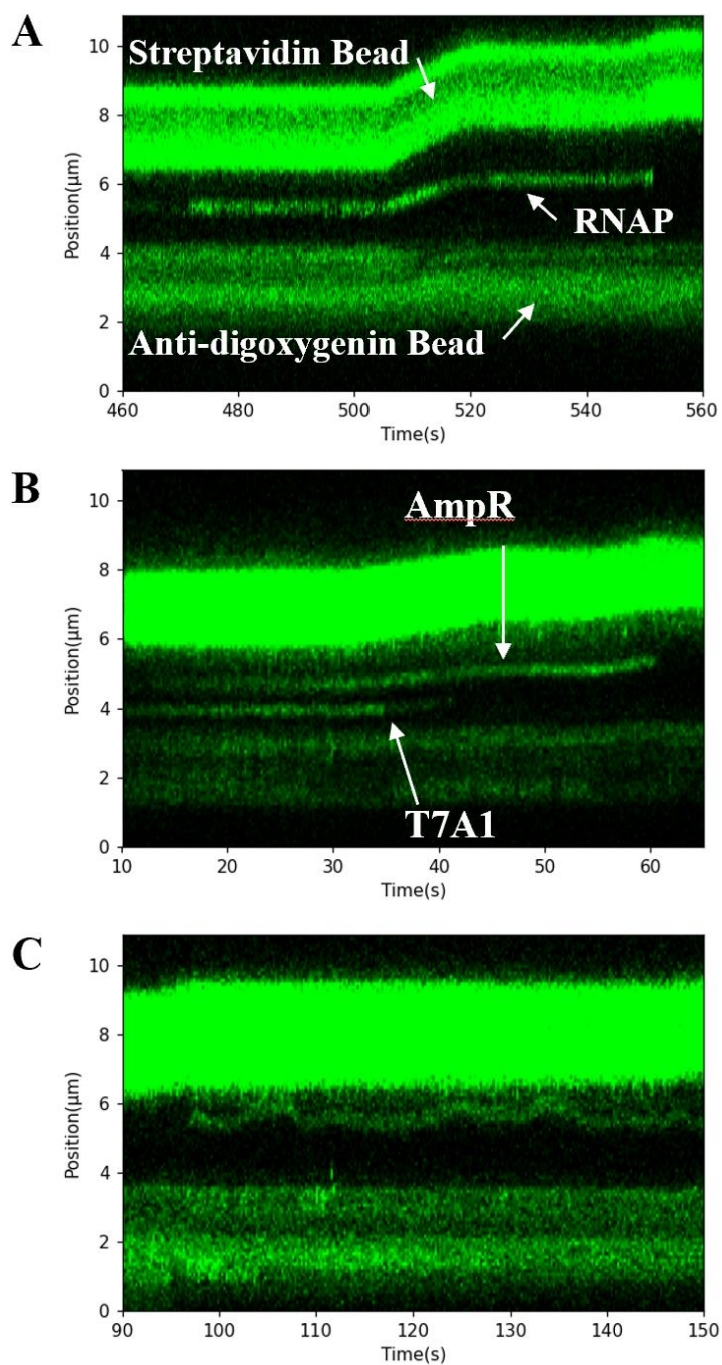 A
Streptavidin Bead
RNAP
Anti-digoxygenin Bead
Position(µm)
10
8
6
4
2
0
460 480 500 520 540 560
Time(s)
B
AmpR
T7A1
Position(µm)
10
8
6
4
2
0
10 20 30 40 50 60
Time(s)
C
Position(µm)
10
8
6
4
2
0
90 100 110 120 130 140 150
Time(s)